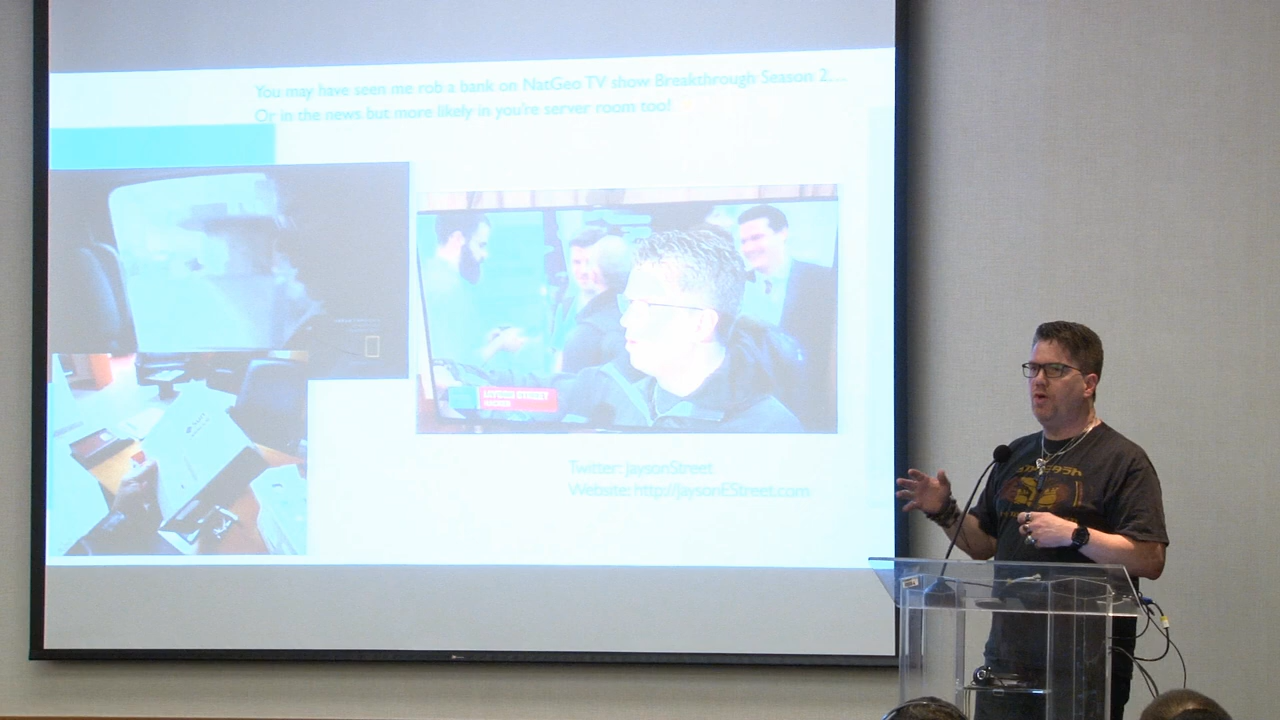 You may have seen me rob a bank on NatGeo TV show Breakthrough Season 2....
Or in the news but more likely in you're server room too!
JAYSON STREET
HACKER
Twitter: JaysonStreet
Website: http://JaysonEStreet.com